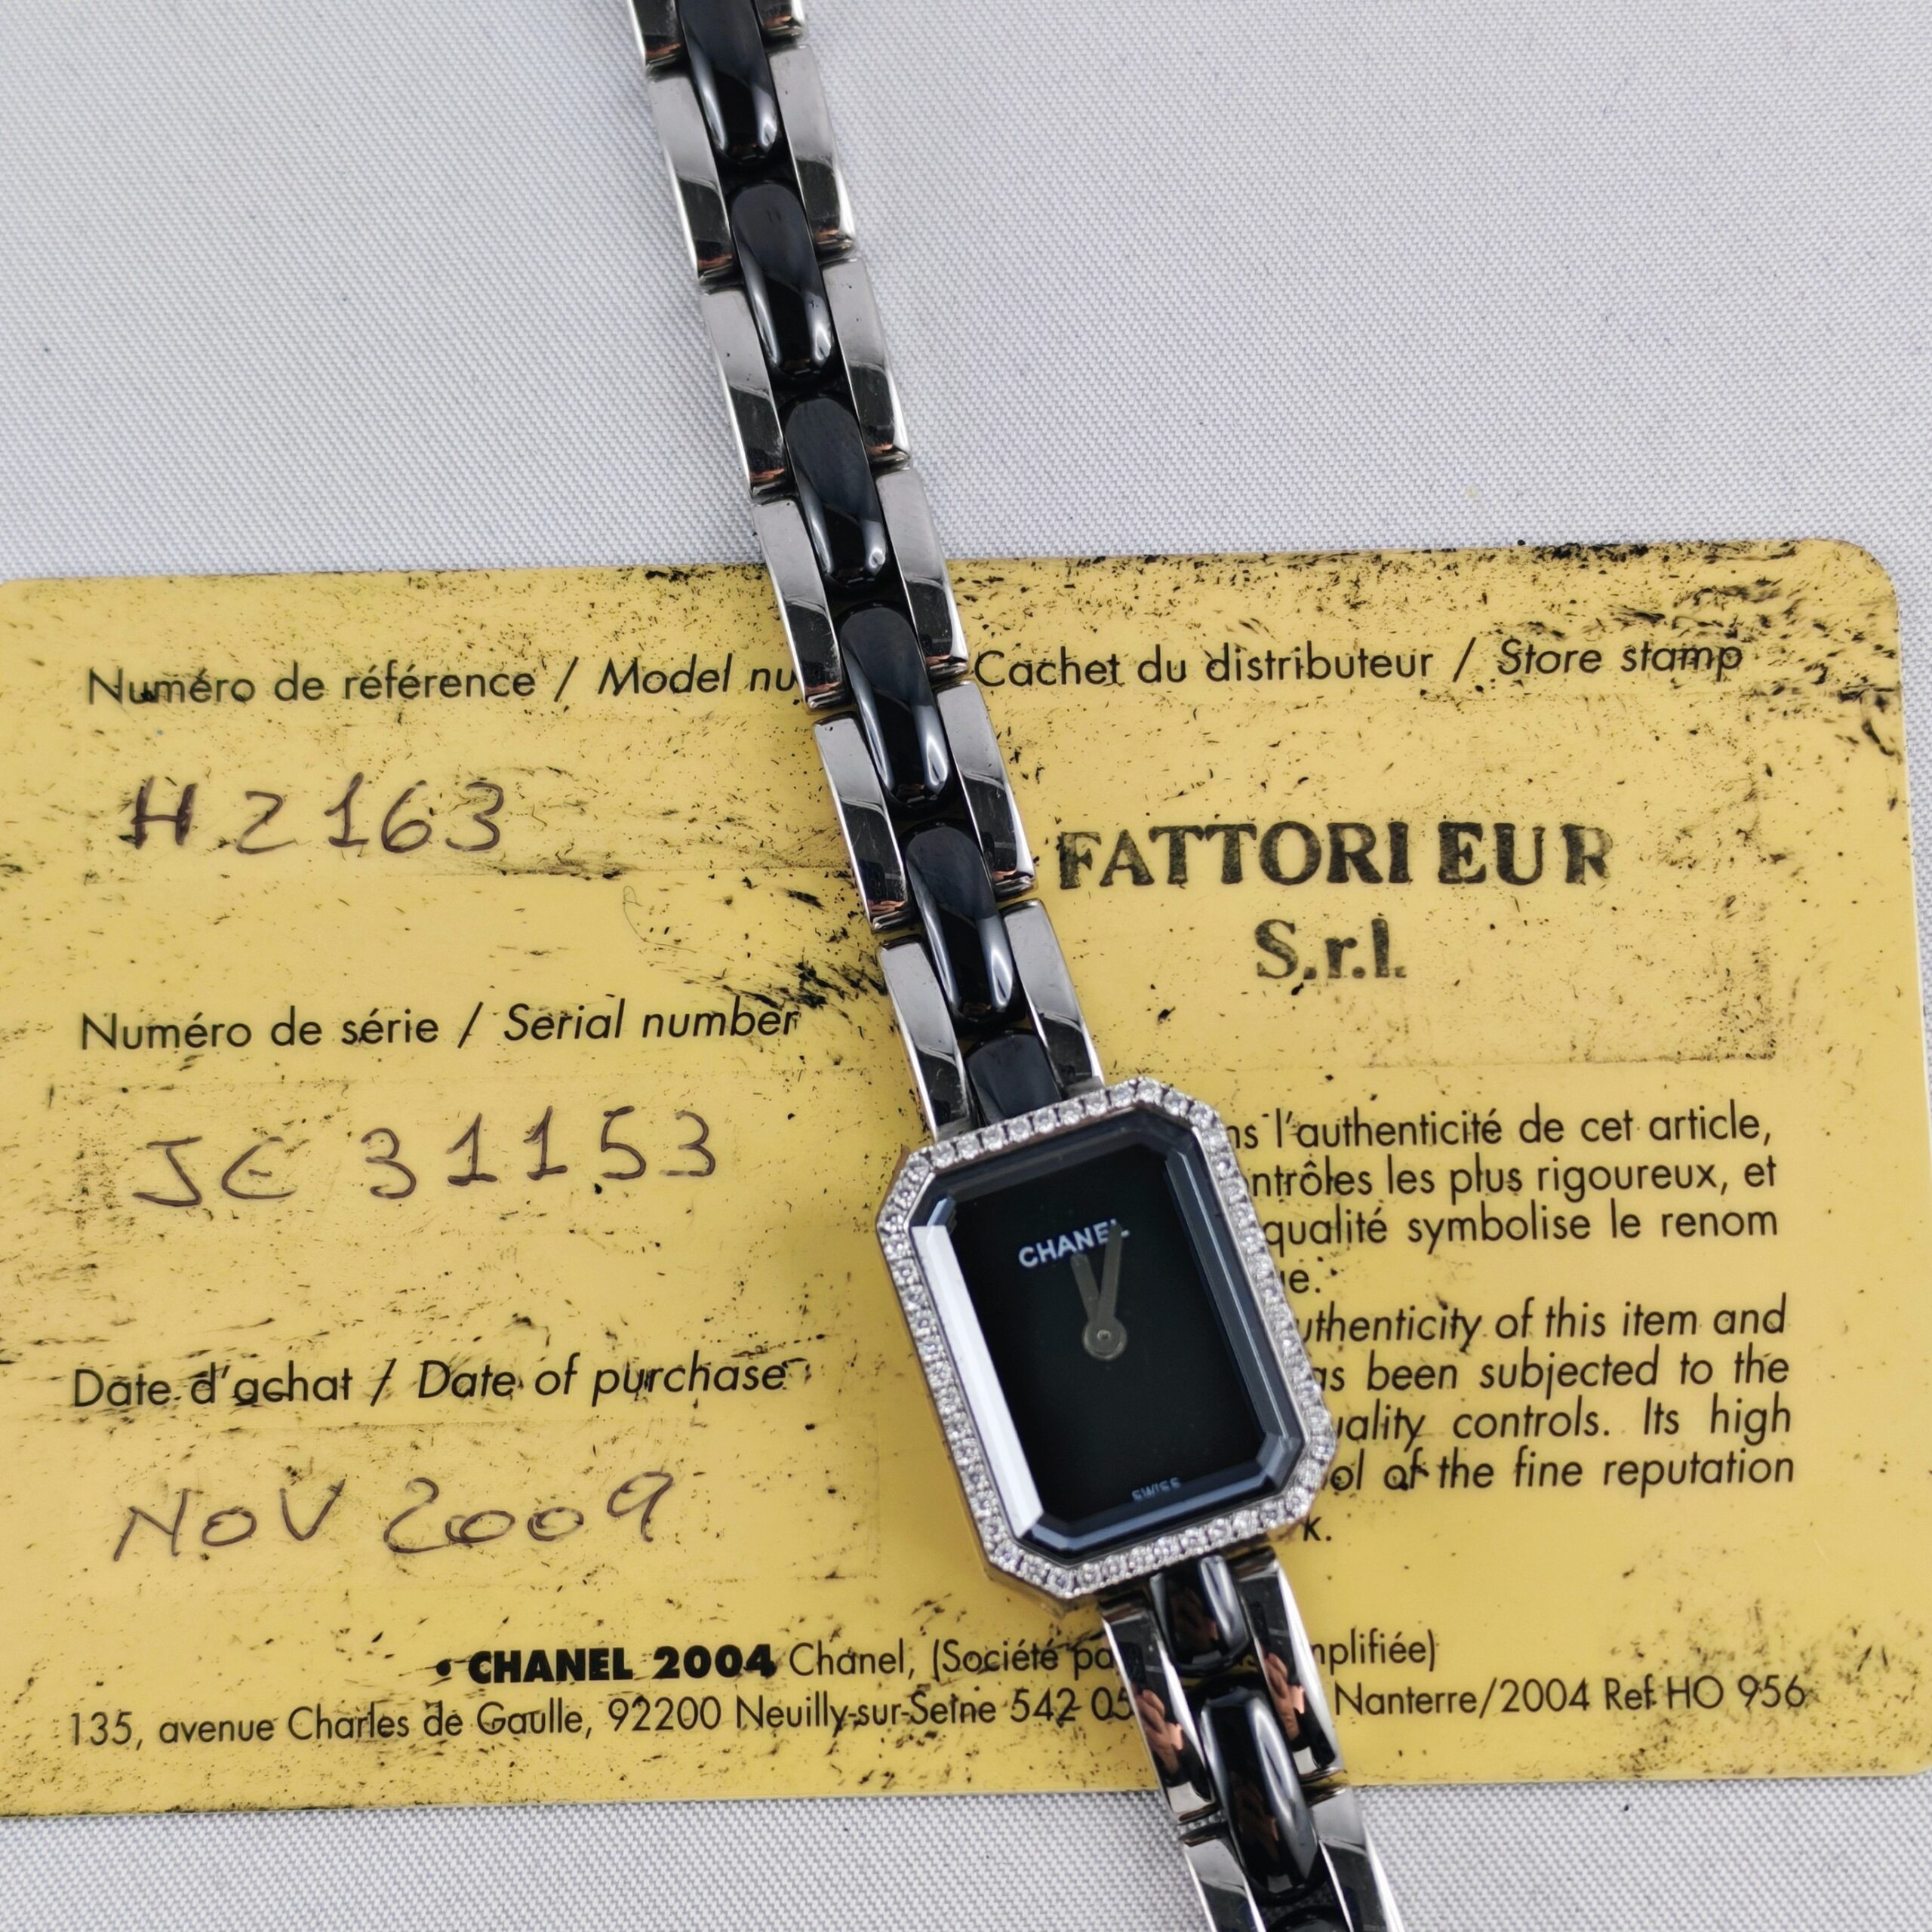 Numéro de référence / Model nu
H2163
Numéro de série / Serial number
JE 31153
Date d'achat / Date of purchase
NOV 2009
Cachet du distributeur / Store stamp
FATTORI EUR
S.r.l.
ns l'authenticité de cet article,
ntrôles les plus rigoureux, et
qualité symbolise le renom
ue.
uthenticity of this item and
as been subjected to the
uality controls. Its high
ol of the fine reputation
k.
CHANEL
SWISS
• CHANEL 2004 Chanel, (Société pa mplifiée)
135, avenue Charles de Gaulle, 92200 Neuilly-sur-Seine 542 05 Nanterre/2004 Ref HO 956